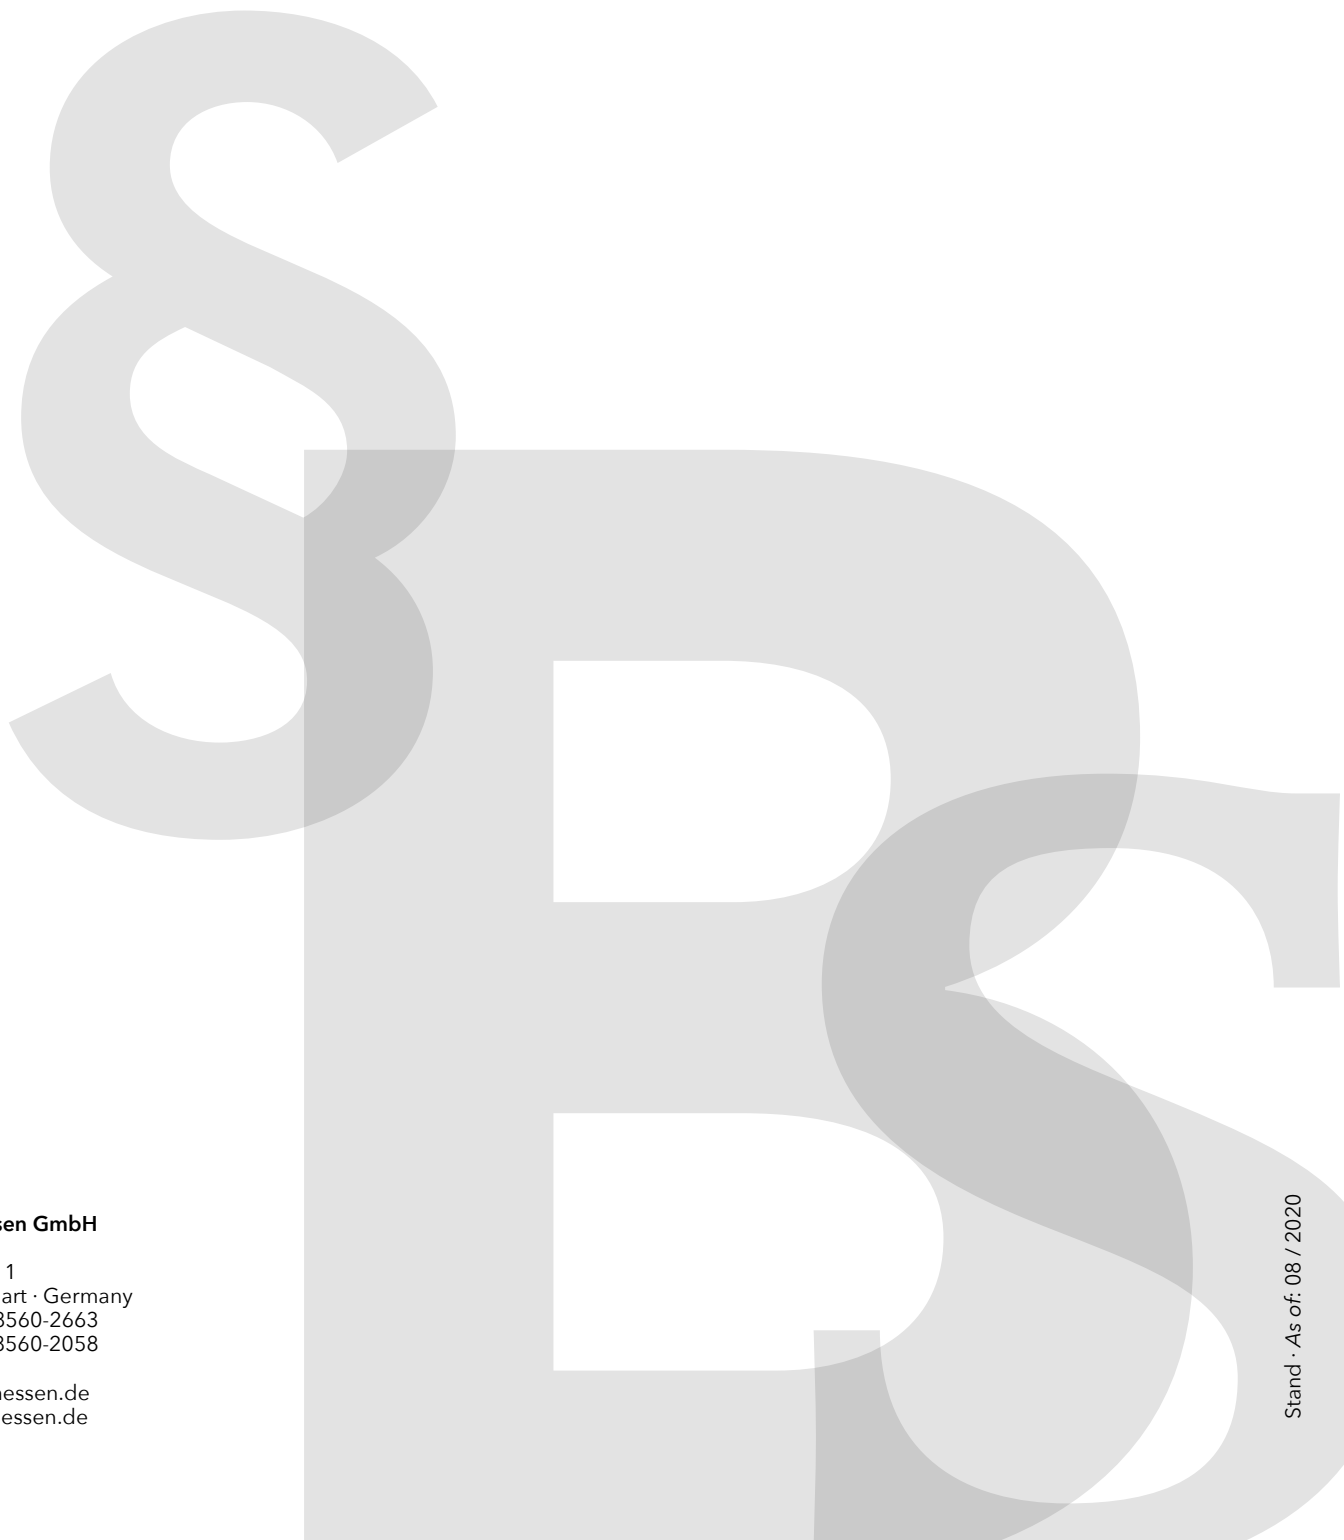 §
B
S
sen GmbH
1
art · Germany
3560-2663
3560-2058
essen.de
essen.de
Stand · As of: 08 / 2020